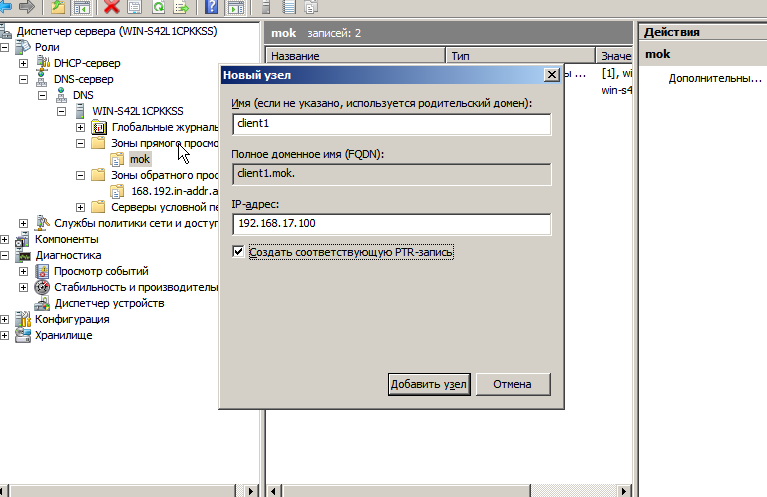 Диспетчер сервера (WIN-S42L1CPKKSS)
Роли
DHCP-сервер
DNS-сервер
DNS
WIN-S42L1CPKKSS
Глобальные журналь
Зоны прямого просмо
mok
Зоны обратного прос
168.192.in-addr.a
Серверы условной пе
Службы политики сети и доступ
Компоненты
Диагностика
Просмотр событий
Стабильность и производительн
Диспетчер устройств
Конфигурация
Хранилище
mok записей: 2
Название Тип Значе
ы ... [1], wi
win-s4
Новый узел
Имя (если не указано, используется родительский домен):
client1
Полное доменное имя (FQDN):
client1.mok.
IP-адрес:
192.168.17.100
Создать соответствующую PTR-запись
Добавить узел Отмена
Действия
mok
Дополнительны...